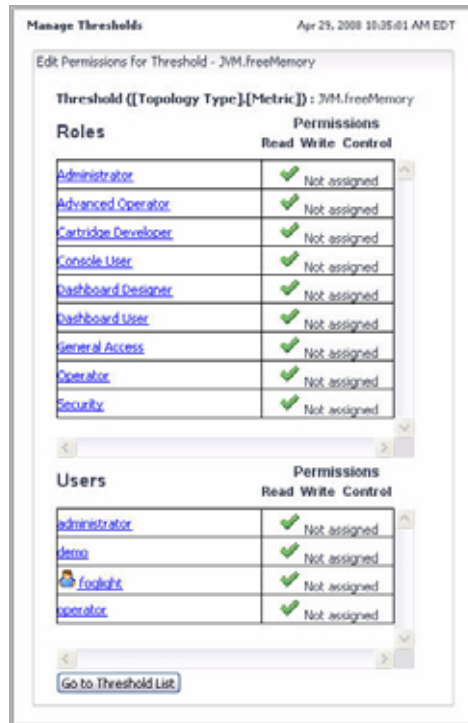 Manage Thresholds Apr 29, 2008 10:35:01 AM EDT
Edit Permissions for Threshold - JVM.freeMemory
Threshold ([Topology Type].[Metric]) : JVM.freeMemory
Roles
Permissions
Read Write Control
Administrator Not assigned
Advanced Operator Not assigned
Cartridge Developer Not assigned
Console User Not assigned
Dashboard Designer Not assigned
Dashboard User Not assigned
General Access Not assigned
Operator Not assigned
Security Not assigned
Users
Permissions
Read Write Control
administrator Not assigned
demo Not assigned
foglight Not assigned
operator Not assigned
Go to Threshold List